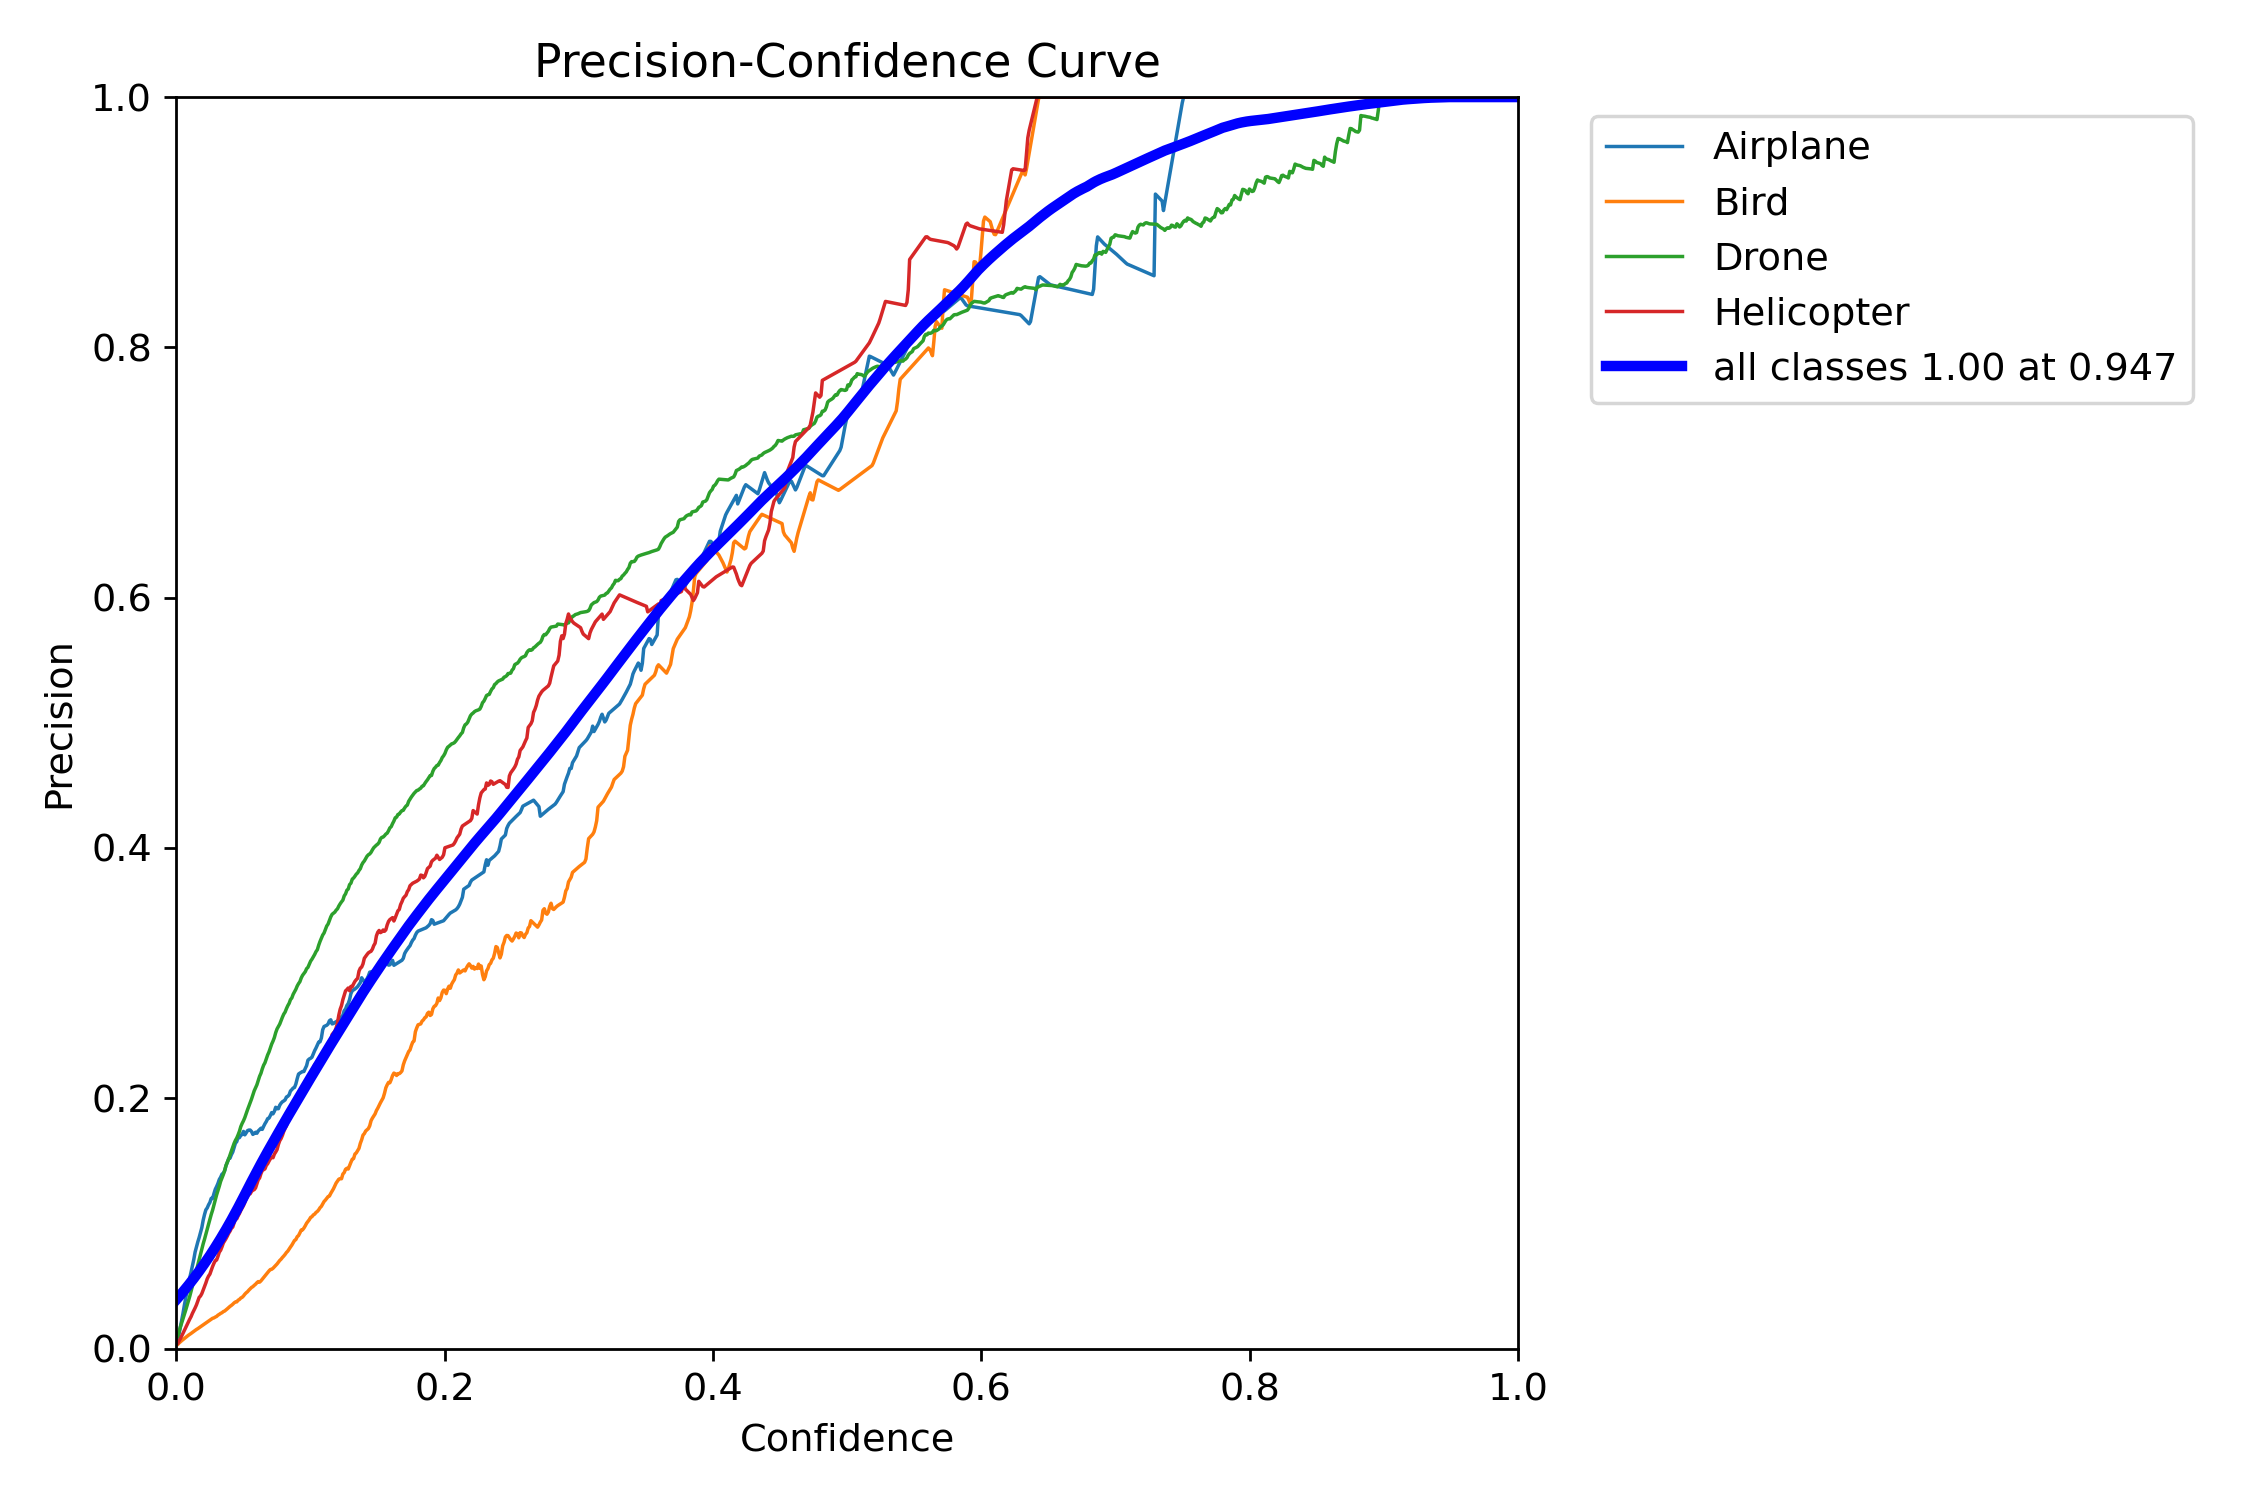 Precision-Confidence Curve
1.0
0.8
0.6
0.4
0.2
0.0
Precision
0.0 0.2 0.4 0.6 0.8 1.0
Confidence
Airplane
Bird
Drone
Helicopter
all classes 1.00 at 0.947